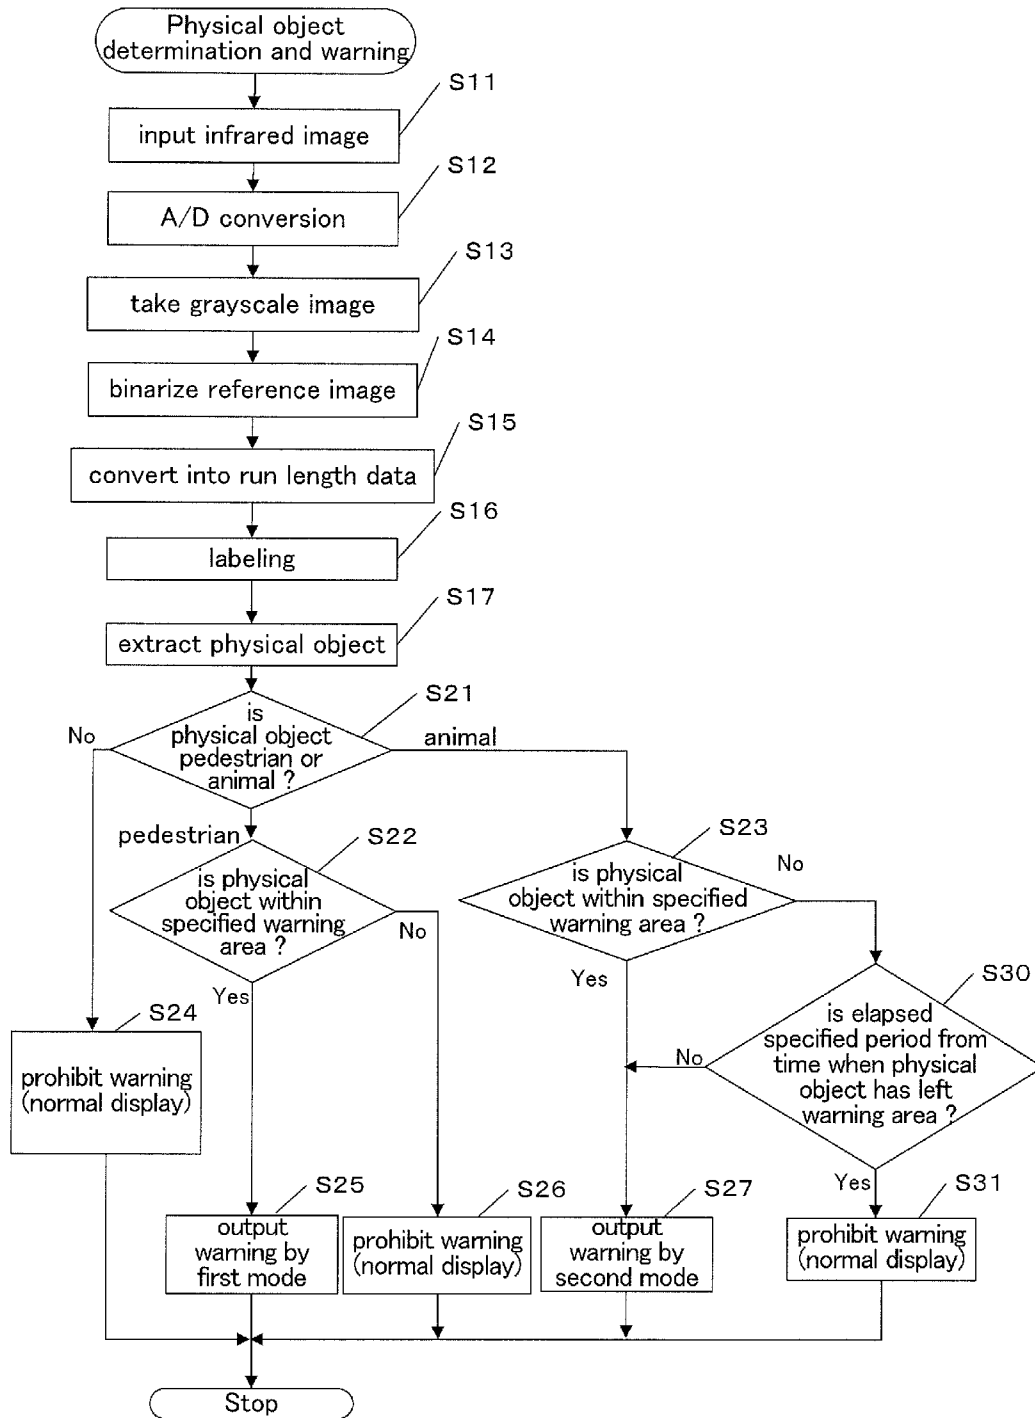 Physical object
determination and warning
S11
input infrared image
S12
A/D conversion
S13
take grayscale image
S14
binarize reference image
S15
convert into run length data
S16
labeling
S17
extract physical object
S21
is
physical object
pedestrian or
animal ?
No
animal
pedestrian
S22
is physical
object within
specified warning
area ?
No
Yes
S23
is physical
object within specified
warning area ?
No
Yes
S30
is elapsed
specified period from
time when physical
object has left
warning area ?
No
Yes
S24
prohibit warning
(normal display)
S25
output
warning by
first mode
S26
prohibit warning
(normal display)
S27
output
warning by
second mode
S31
prohibit warning
(normal display)
Stop